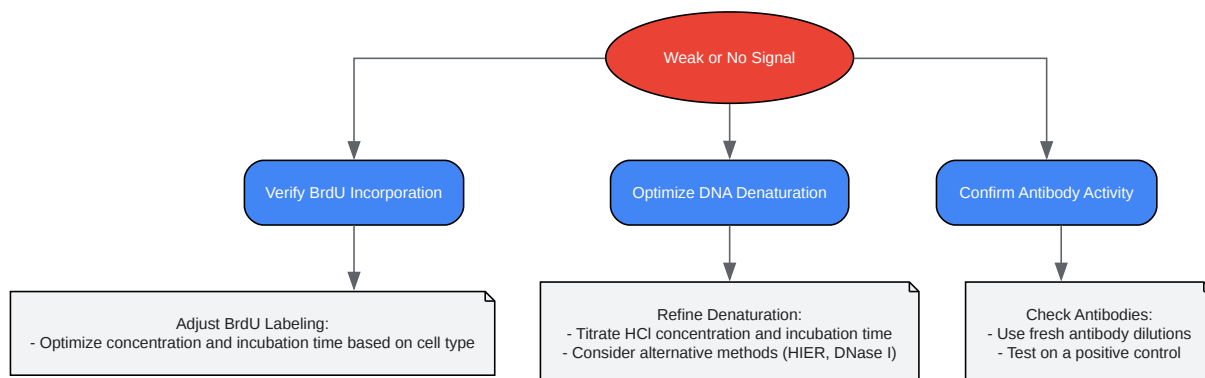 Weak or No Signal
Verify BrdU Incorporation
Optimize DNA Denaturation
Confirm Antibody Activity
Adjust BrdU Labeling:
- Optimize concentration and incubation time based on cell type
Refine Denaturation:
- Titrate HCl concentration and incubation time
- Consider alternative methods (HIER, DNase I)
Check Antibodies:
- Use fresh antibody dilutions
- Test on a positive control